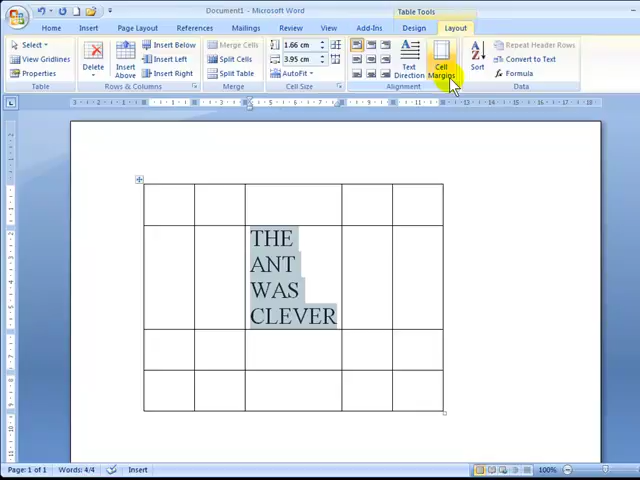 Document1 - Microsoft Word
Table Tools
Home Insert Page Layout References Mailings Review View Add-Ins Design Layout
Select
View Gridlines
Properties
Table
Delete
Insert Above
Insert Below
Insert Left
Insert Right
Rows & Columns
Merge Cells
Split Cells
Split Table
Merge
1.66 cm
3.95 cm
AutoFit
Cell Size
Text Direction
Cell Margins
Alignment
Sort
Repeat Header Rows
Convert to Text
Formula
Data
THE
ANT
WAS
CLEVER
Page: 1 of 1 Words: 4/4 Insert 100%